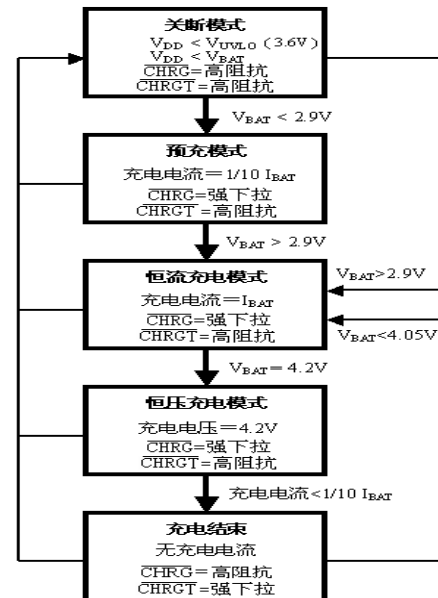 关断模式
VDD < VUVLO (3.6V)
VDD < VBAT
CHRG=高阻抗
CHRGT=高阻抗
VBAT < 2.9V
预充模式
充电电流=1/10 IBAT
CHRG=强下拉
CHRGT=高阻抗
VBAT > 2.9V
恒流充电模式
充电电流=IBAT
CHRG=强下拉
CHRGT=高阻抗
VBAT>2.9V
VBAT<4.05V
VBAT=4.2V
恒压充电模式
充电电压=4.2V
CHRG=强下拉
CHRGT=高阻抗
充电电流<1/10 IBAT
充电结束
无充电电流
CHRG=高阻抗
CHRGT=强下拉